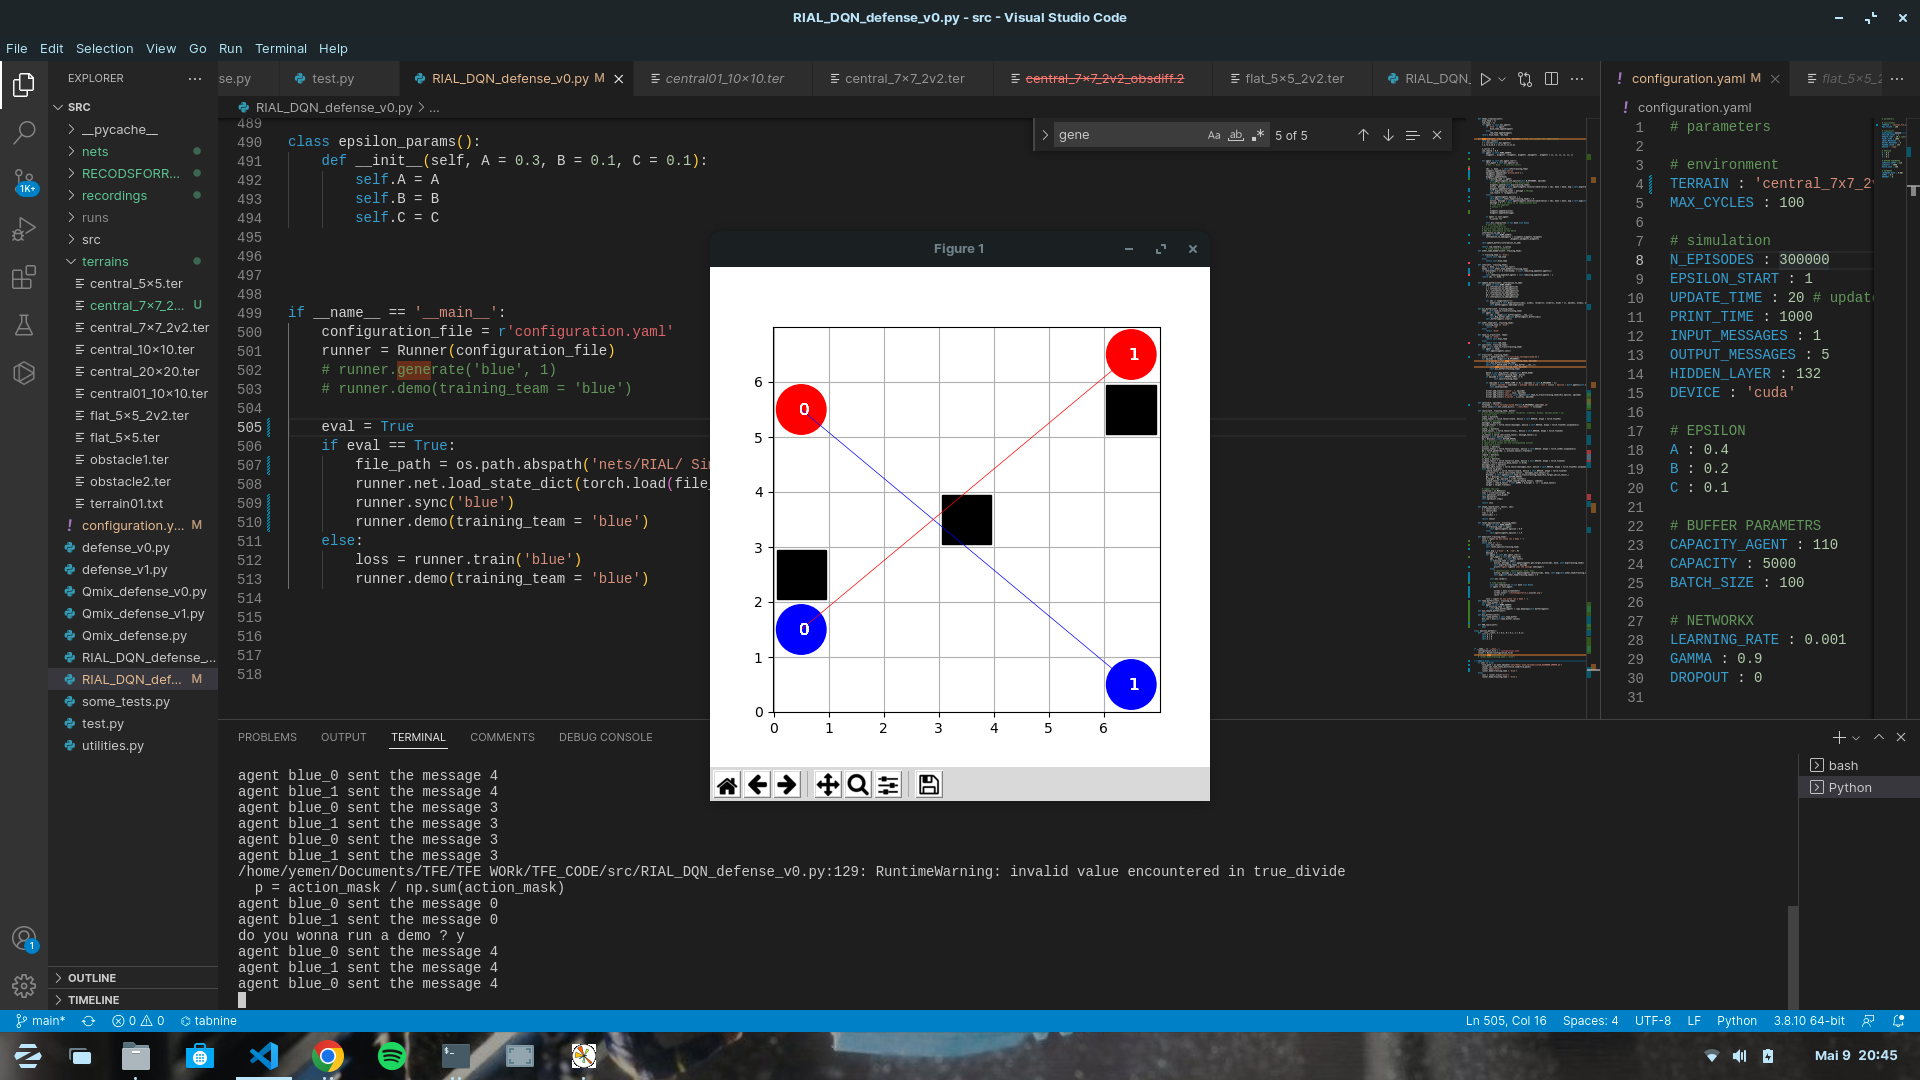 RIAL_DQN_defense_v0.py - src - Visual Studio Code
File Edit Selection View Go Run Terminal Help
EXPLORER
SRC
__pycache__
nets
RECODSFORR...
recordings
runs
src
terrains
central_5×5.ter
central_7×7_2... U
central_7×7_2v2.ter
central_10×10.ter
central_20×20.ter
central01_10×10.ter
flat_5×5_2v2.ter
flat_5×5.ter
obstacle1.ter
obstacle2.ter
terrain01.txt
! configuration.y... M
defense_v0.py
defense_v1.py
Qmix_defense_v0.py
Qmix_defense_v1.py
Qmix_defense.py
RIAL_DQN_defense_...
RIAL_DQN_def... M
some_tests.py
test.py
utilities.py
OUTLINE
TIMELINE
1K+
1
se.py test.py RIAL_DQN_defense_v0.py M central01_10×10.ter central_7×7_2v2.ter central_7×7_2v2_obsdiff.2 flat_5×5_2v2.ter RIAL_DQN_
RIAL_DQN_defense_v0.py > ...
gene Aa ab 5 of 5
489
490 class epsilon_params():
491 def __init__(self, A = 0.3, B = 0.1, C = 0.1):
492 self.A = A
493 self.B = B
494 self.C = C
495
496
497
498
499 if __name__ == '__main__':
500 configuration_file = r'configuration.yaml'
501 runner = Runner(configuration_file)
502 # runner.generate('blue', 1)
503 # runner.demo(training_team = 'blue')
504
505 eval = True
506 if eval == True:
507 file_path = os.path.abspath('nets/RIAL/ Si
508 runner.net.load_state_dict(torch.load(file_
509 runner.sync('blue')
510 runner.demo(training_team = 'blue')
511 else:
512 loss = runner.train('blue')
513 runner.demo(training_team = 'blue')
514
515
516
517
518
Figure 1
1
0
0
1
6
5
4
3
2
1
0
0 1 2 3 4 5 6
! configuration.yaml M flat_5×5_2
! configuration.yaml
1 # parameters
2
3 # environment
4 TERRAIN : 'central_7x7_2v
5 MAX_CYCLES : 100
6
7 # simulation
8 N_EPISODES : 300000
9 EPSILON_START : 1
10 UPDATE_TIME : 20 # update
11 PRINT_TIME : 1000
12 INPUT_MESSAGES : 1
13 OUTPUT_MESSAGES : 5
14 HIDDEN_LAYER : 132
15 DEVICE : 'cuda'
16
17 # EPSILON
18 A : 0.4
19 B : 0.2
20 C : 0.1
21
22 # BUFFER PARAMETRS
23 CAPACITY_AGENT : 110
24 CAPACITY : 5000
25 BATCH_SIZE : 100
26
27 # NETWORKX
28 LEARNING_RATE : 0.001
29 GAMMA : 0.9
30 DROPOUT : 0
31
PROBLEMS OUTPUT TERMINAL COMMENTS DEBUG CONSOLE
agent blue_0 sent the message 4
agent blue_1 sent the message 4
agent blue_0 sent the message 3
agent blue_1 sent the message 3
agent blue_0 sent the message 3
agent blue_1 sent the message 3
/home/yemen/Documents/TFE/TFE WORk/TFE_CODE/src/RIAL_DQN_defense_v0.py:129: RuntimeWarning: invalid value encountered in true_divide
p = action_mask / np.sum(action_mask)
agent blue_0 sent the message 0
agent blue_1 sent the message 0
do you wonna run a demo ? y
agent blue_0 sent the message 4
agent blue_1 sent the message 4
agent blue_0 sent the message 4
bash
Python
main* 0 0 tabnine
Ln 505, Col 16 Spaces: 4 UTF-8 LF Python 3.8.10 64-bit
Mai 9 20:45